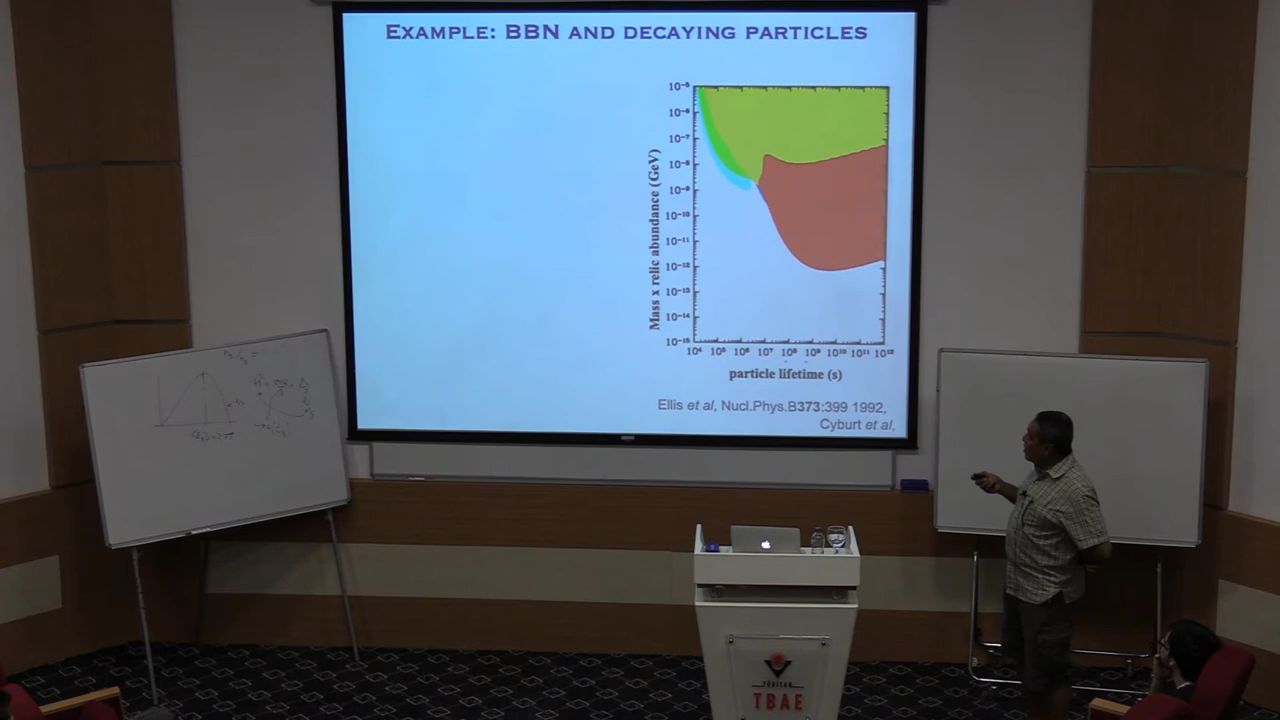 EXAMPLE: BBN AND DECAYING PARTICLES
Mass x relic abundance (GeV)
10⁻⁵
10⁻⁶
10⁻⁷
10⁻⁸
10⁻⁹
10⁻¹⁰
10⁻¹¹
10⁻¹²
10⁻¹³
10⁻¹⁴
10⁻¹⁵
10⁴ 10⁵ 10⁶ 10⁷ 10⁸ 10⁹ 10¹⁰ 10¹¹ 10¹²
particle lifetime (s)
Ellis et al, Nucl.Phys.B373:399 1992,
Cyburt et al,
TÜBİTAK
TBAE